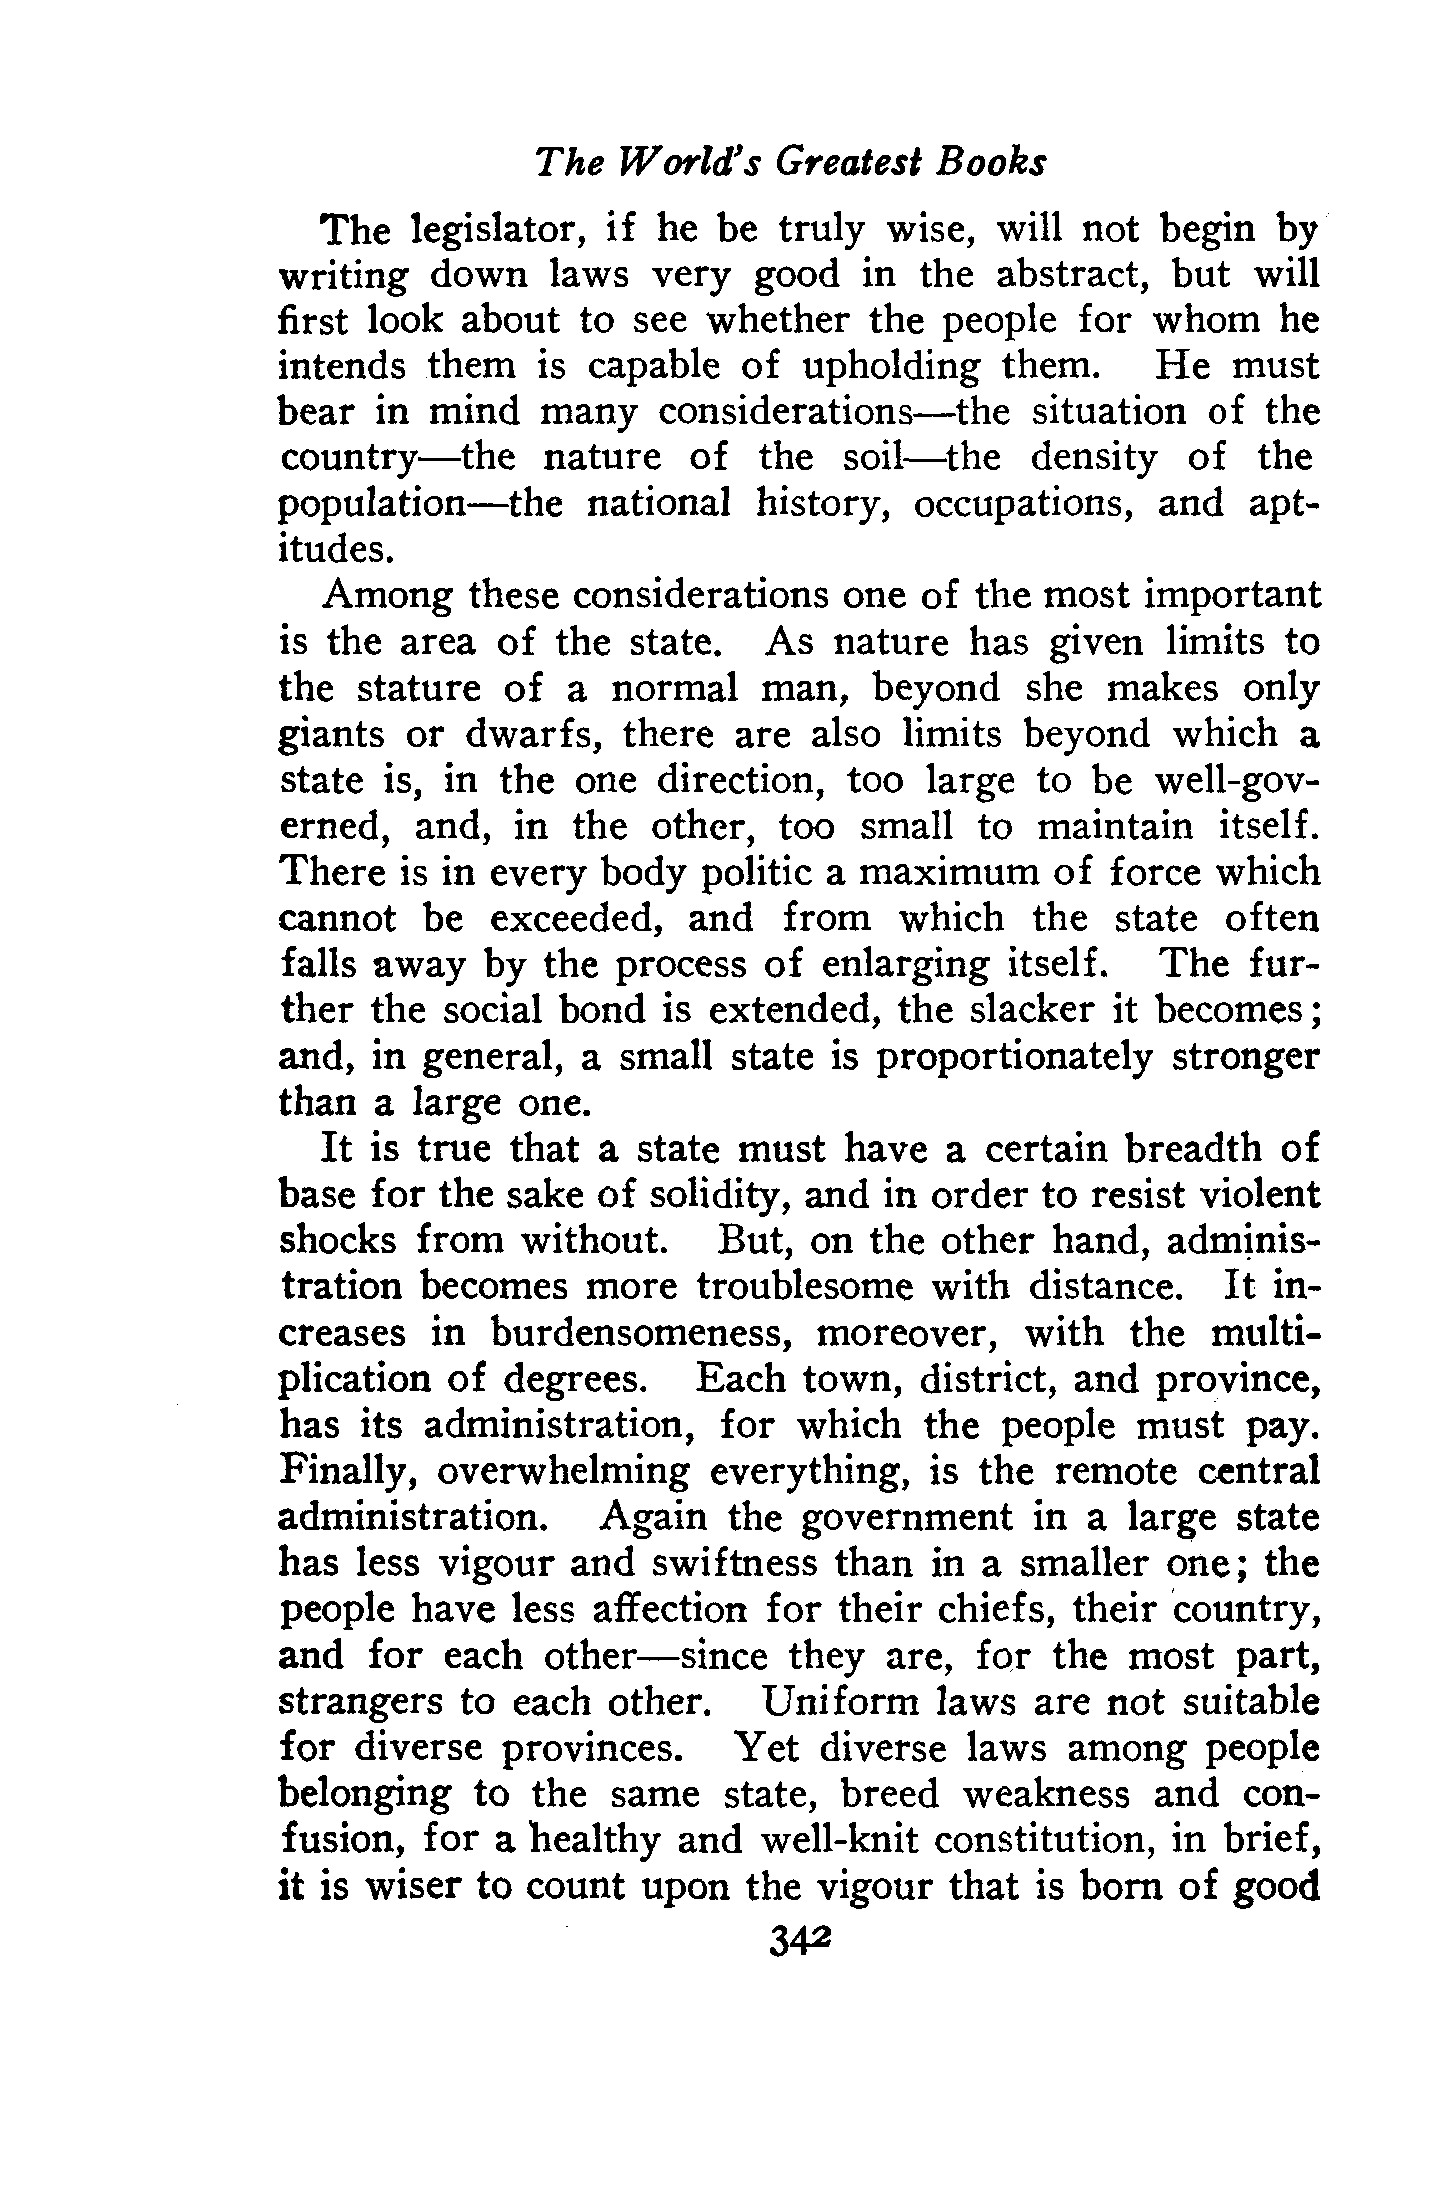 The World's Greatest Books
The legislator, if he be truly wise, will not begin by
writing down laws very good in the abstract, but will
first look about to see whether the people for whom he
intends them is capable of upholding them. He must
bear in mind many considerations—the situation of the
country—the nature of the soil—the density of the
population—the national history, occupations, and apt-
itudes.
Among these considerations one of the most important
is the area of the state. As nature has given limits to
the stature of a normal man, beyond she makes only
giants or dwarfs, there are also limits beyond which a
state is, in the one direction, too large to be well-gov-
erned, and, in the other, too small to maintain itself.
There is in every body politic a maximum of force which
cannot be exceeded, and from which the state often
falls away by the process of enlarging itself. The fur-
ther the social bond is extended, the slacker it becomes;
and, in general, a small state is proportionately stronger
than a large one.
It is true that a state must have a certain breadth of
base for the sake of solidity, and in order to resist violent
shocks from without. But, on the other hand, adminis-
tration becomes more troublesome with distance. It in-
creases in burdensomeness, moreover, with the multi-
plication of degrees. Each town, district, and province,
has its administration, for which the people must pay.
Finally, overwhelming everything, is the remote central
administration. Again the government in a large state
has less vigour and swiftness than in a smaller one; the
people have less affection for their chiefs, their country,
and for each other—since they are, for the most part,
strangers to each other. Uniform laws are not suitable
for diverse provinces. Yet diverse laws among people
belonging to the same state, breed weakness and con-
fusion, for a healthy and well-knit constitution, in brief,
it is wiser to count upon the vigour that is born of good
342